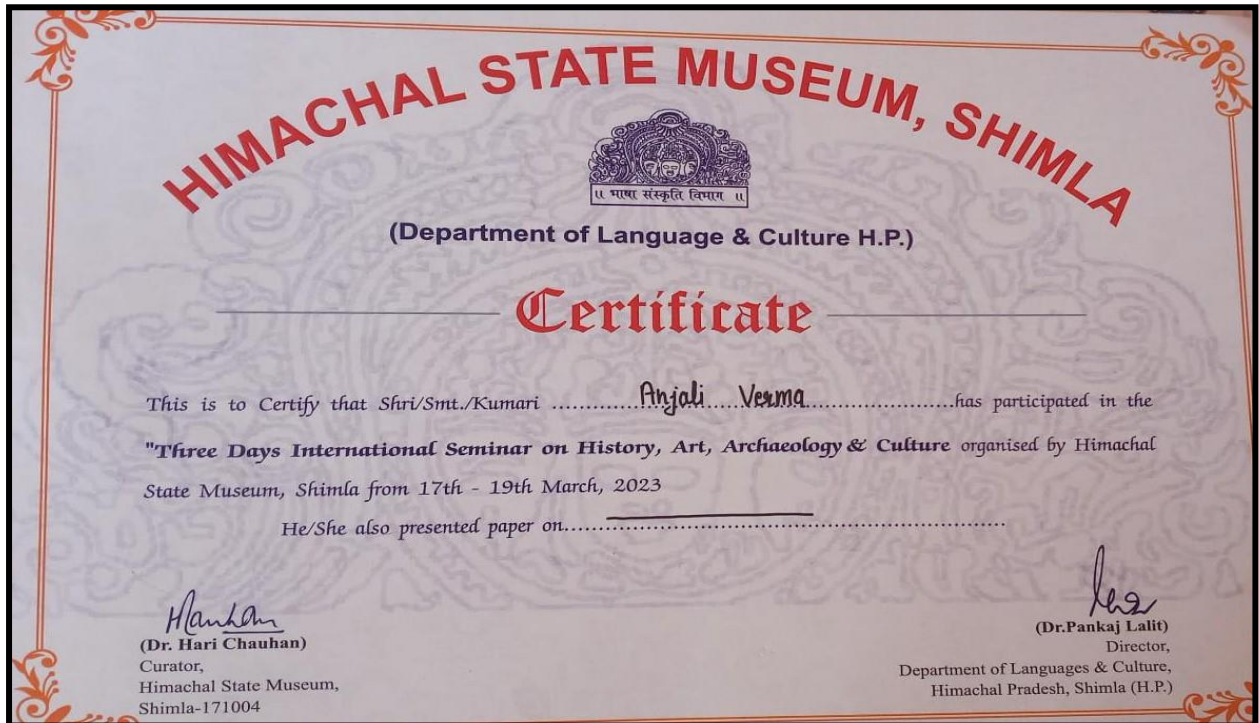 HIMACHAL STATE MUSEUM, SHIMLA
॥ भाषा संस्कृति विभाग ॥
(Department of Language & Culture H.P.)
Certificate
This is to Certify that Shri/Smt./Kumari ............Anjali Verma....................has participated in the
"Three Days International Seminar on History, Art, Archaeology & Culture organised by Himachal
State Museum, Shimla from 17th - 19th March, 2023
He/She also presented paper on............................................................
(Dr. Hari Chauhan)
Curator,
Himachal State Museum,
Shimla-171004
(Dr.Pankaj Lalit)
Director,
Department of Languages & Culture,
Himachal Pradesh, Shimla (H.P.)